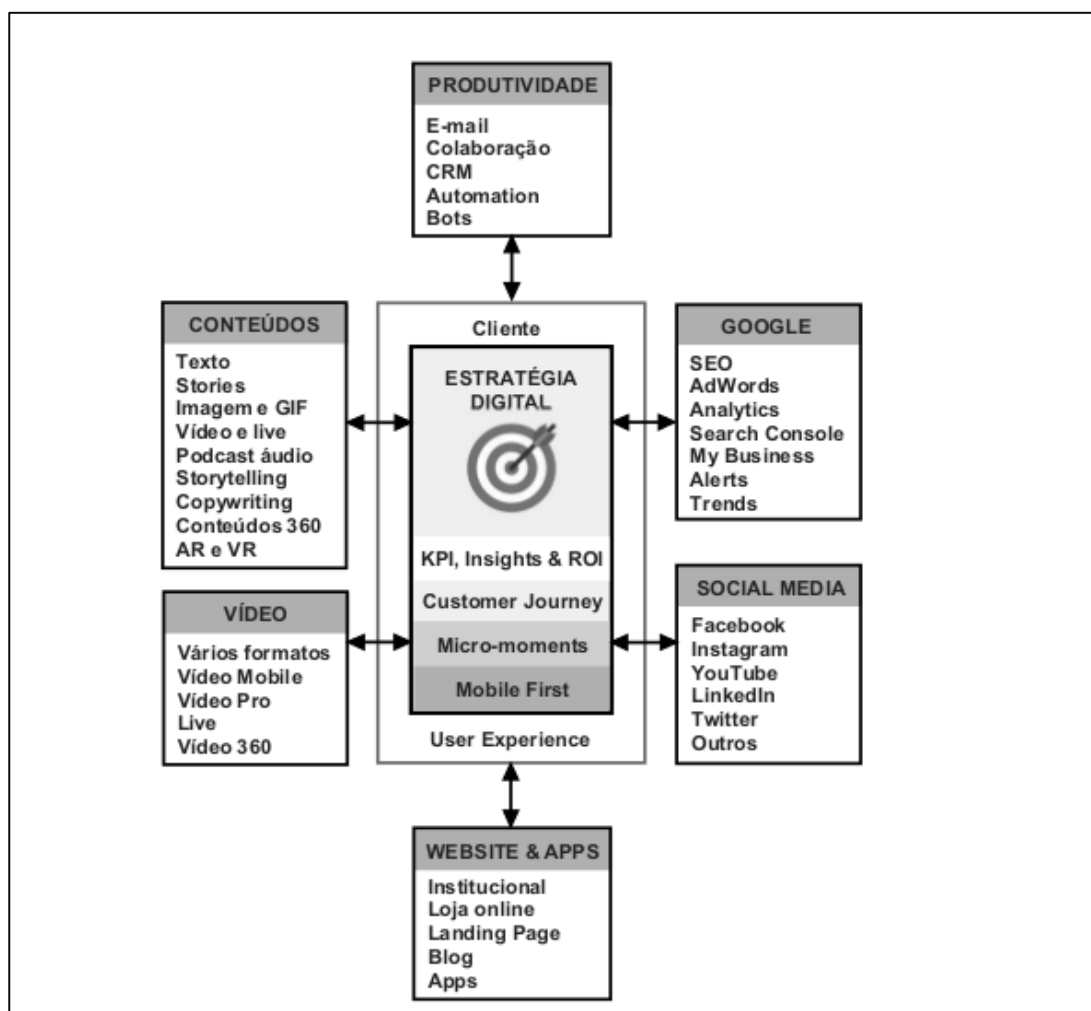 PRODUTIVIDADE
E-mail
Colaboração
CRM
Automation
Bots
CONTEÚDOS
Texto
Stories
Imagem e GIF
Vídeo e live
Podcast áudio
Storytelling
Copywriting
Conteúdos 360
AR e VR
Cliente
ESTRATÉGIA
DIGITAL
KPI, Insights & ROI
Customer Journey
Micro-moments
Mobile First
User Experience
GOOGLE
SEO
AdWords
Analytics
Search Console
My Business
Alerts
Trends
VÍDEO
Vários formatos
Vídeo Mobile
Vídeo Pro
Live
Vídeo 360
SOCIAL MEDIA
Facebook
Instagram
YouTube
LinkedIn
Twitter
Outros
WEBSITE & APPS
Institucional
Loja online
Landing Page
Blog
Apps